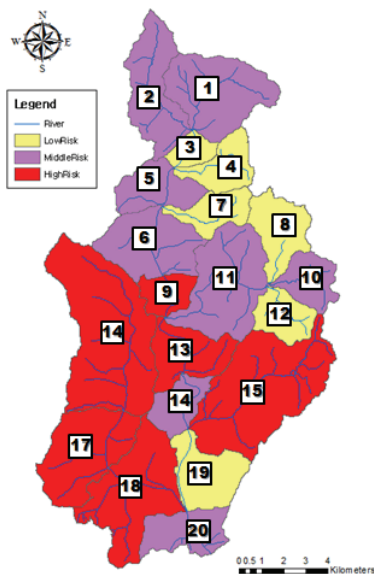 N
W E
S
Legend
River
LowRisk
MiddleRisk
HighRisk
1
2
3
4
5
7
8
6
11
10
9
12
14
13
14
15
17
18
19
20
0 0.5 1 2 3 4
Kilometers